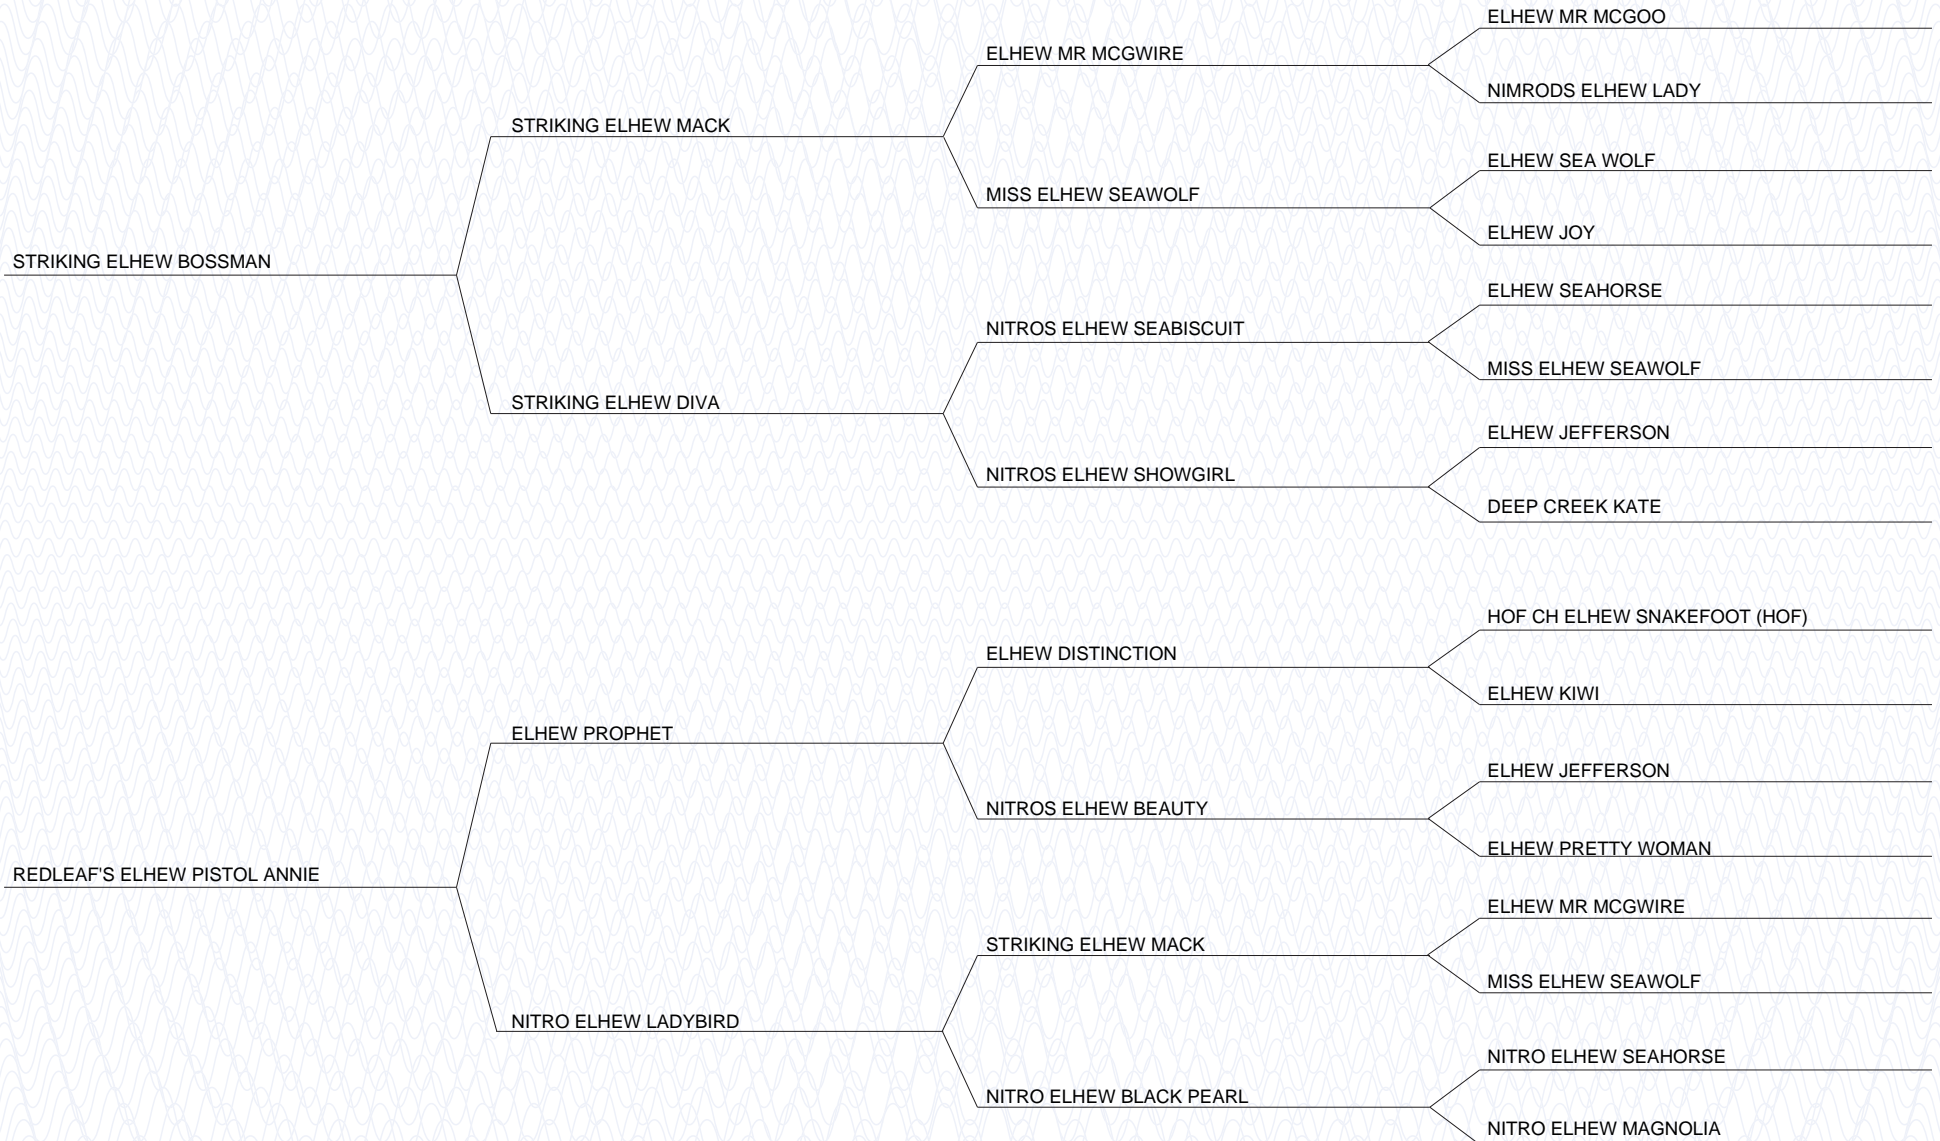 ELHEW MR MCGOO
ELHEW MR MCGWIRE
NIMRODS ELHEW LADY
STRIKING ELHEW MACK
ELHEW SEA WOLF
MISS ELHEW SEAWOLF
ELHEW JOY
STRIKING ELHEW BOSSMAN
ELHEW SEAHORSE
NITROS ELHEW SEABISCUIT
MISS ELHEW SEAWOLF
STRIKING ELHEW DIVA
ELHEW JEFFERSON
NITROS ELHEW SHOWGIRL
DEEP CREEK KATE
HOF CH ELHEW SNAKEFOOT (HOF)
ELHEW DISTINCTION
ELHEW KIWI
ELHEW PROPHET
ELHEW JEFFERSON
NITROS ELHEW BEAUTY
ELHEW PRETTY WOMAN
REDLEAF'S ELHEW PISTOL ANNIE
ELHEW MR MCGWIRE
STRIKING ELHEW MACK
MISS ELHEW SEAWOLF
NITRO ELHEW LADYBIRD
NITRO ELHEW SEAHORSE
NITRO ELHEW BLACK PEARL
NITRO ELHEW MAGNOLIA